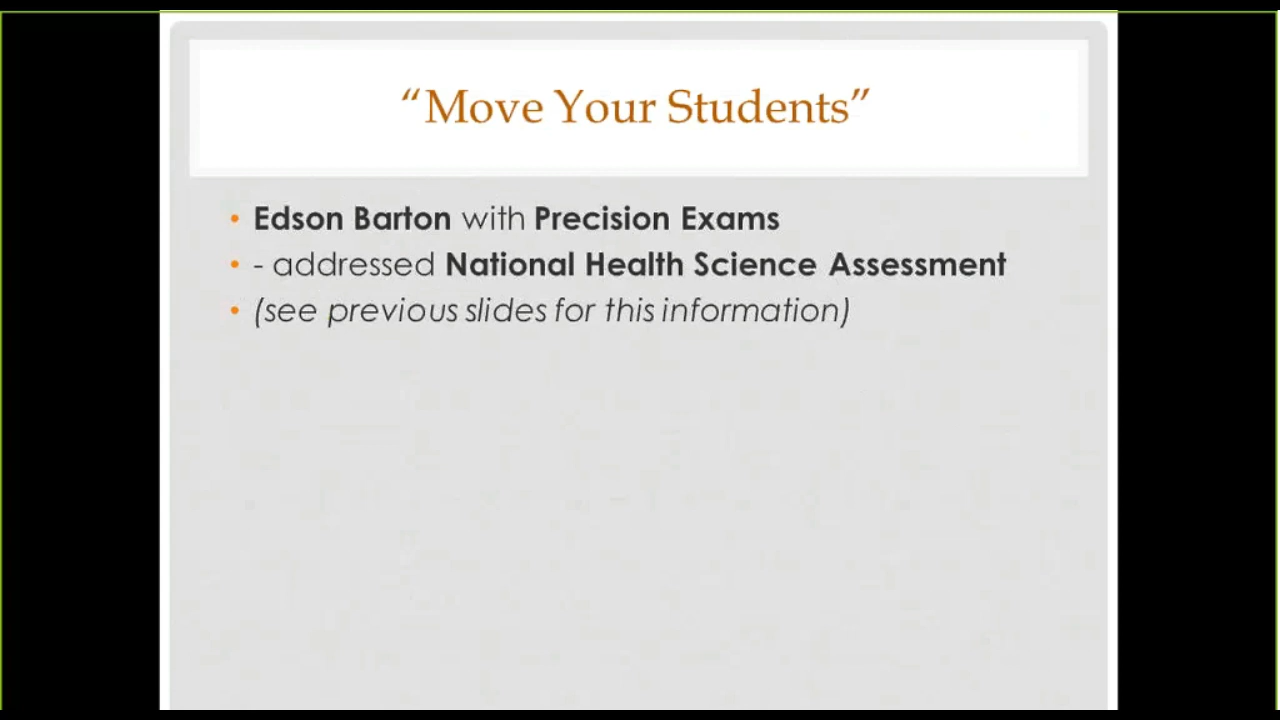 “Move Your Students”
• Edson Barton with Precision Exams
• - addressed National Health Science Assessment
• (see previous slides for this information)